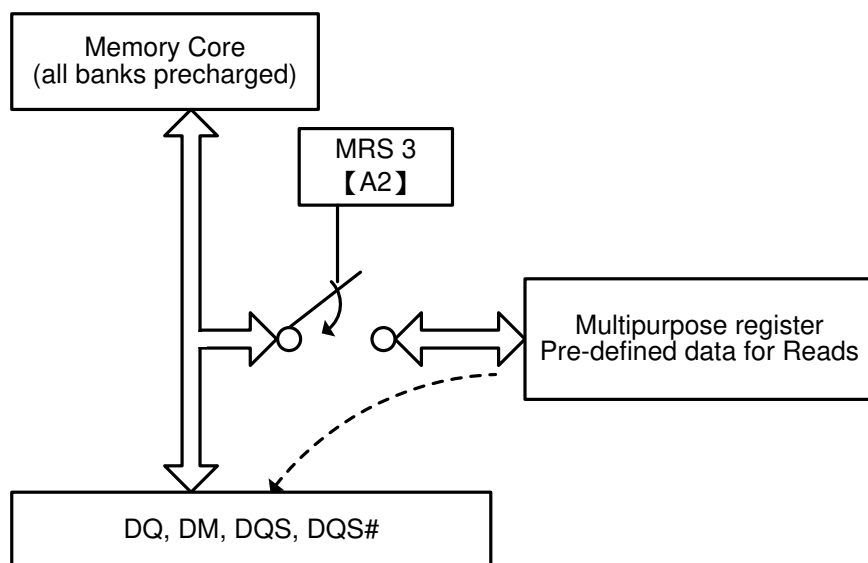 Memory Core
(all banks precharged)
MRS 3
【A2】
Multipurpose register
Pre-defined data for Reads
DQ, DM, DQS, DQS#